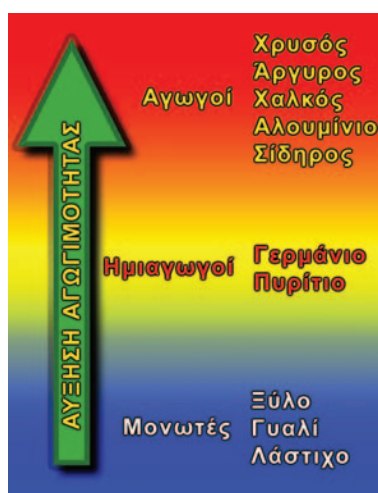 ΑΥΞΗΣΗ ΑΓΩΓΙΜΟΤΗΤΑΣ
Αγωγοί
Χρυσός
Άργυρος
Χαλκός
Αλουμίνιο
Σίδηρος
Ημιαγωγοί
Γερμάνιο
Πυρίτιο
Μονωτές
Ξύλο
Γυαλί
Λάστιχο